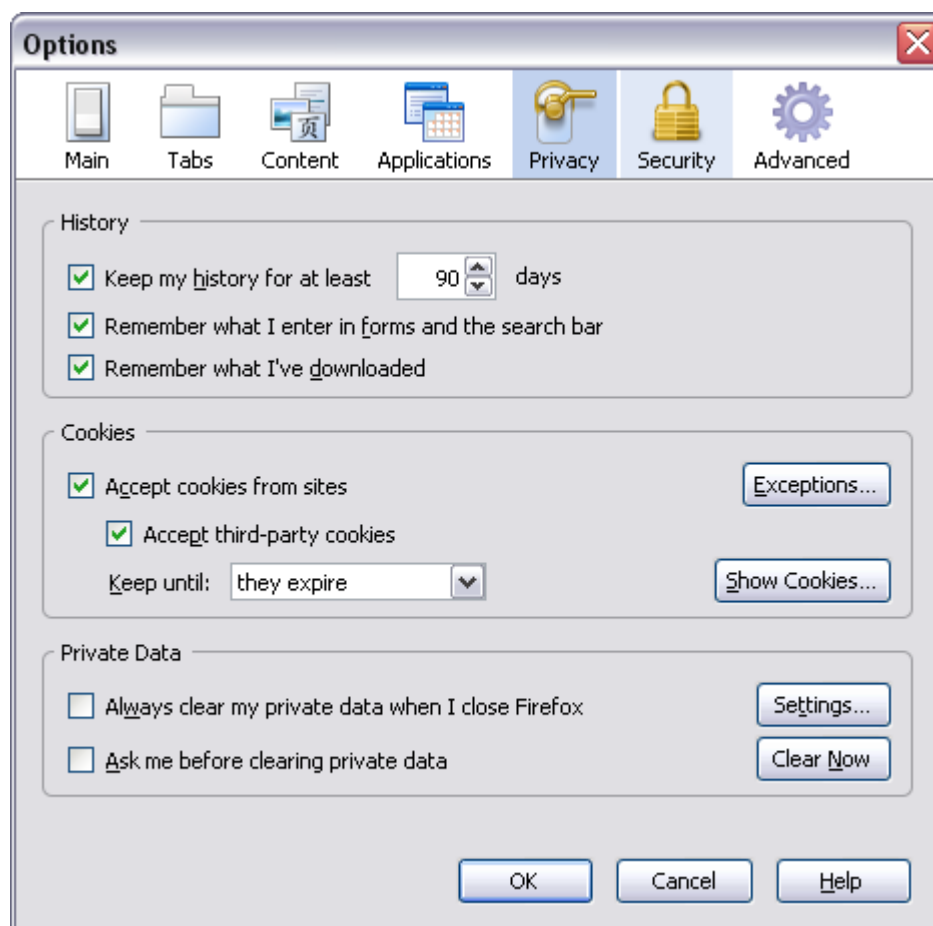 Options
Main Tabs Content Applications Privacy Security Advanced
页
History
Keep my history for at least 90 days
Remember what I enter in forms and the search bar
Remember what I've downloaded
Cookies
Accept cookies from sites Exceptions...
Accept third-party cookies
Keep until: they expire Show Cookies...
Private Data
Always clear my private data when I close Firefox Settings...
Ask me before clearing private data Clear Now
OK Cancel Help